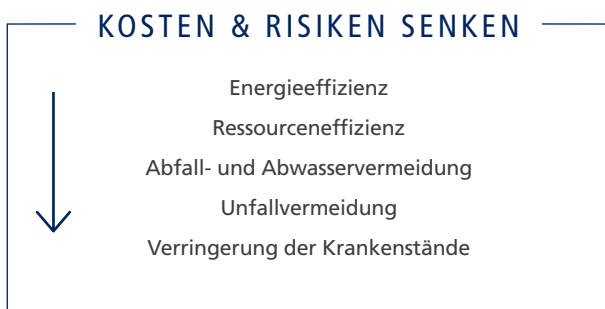 KOSTEN & RISIKEN SENKEN
Energieeffizienz
Ressourceneffizienz
Abfall- und Abwasservermeidung
Unfallvermeidung
Verringerung der Krankenstände